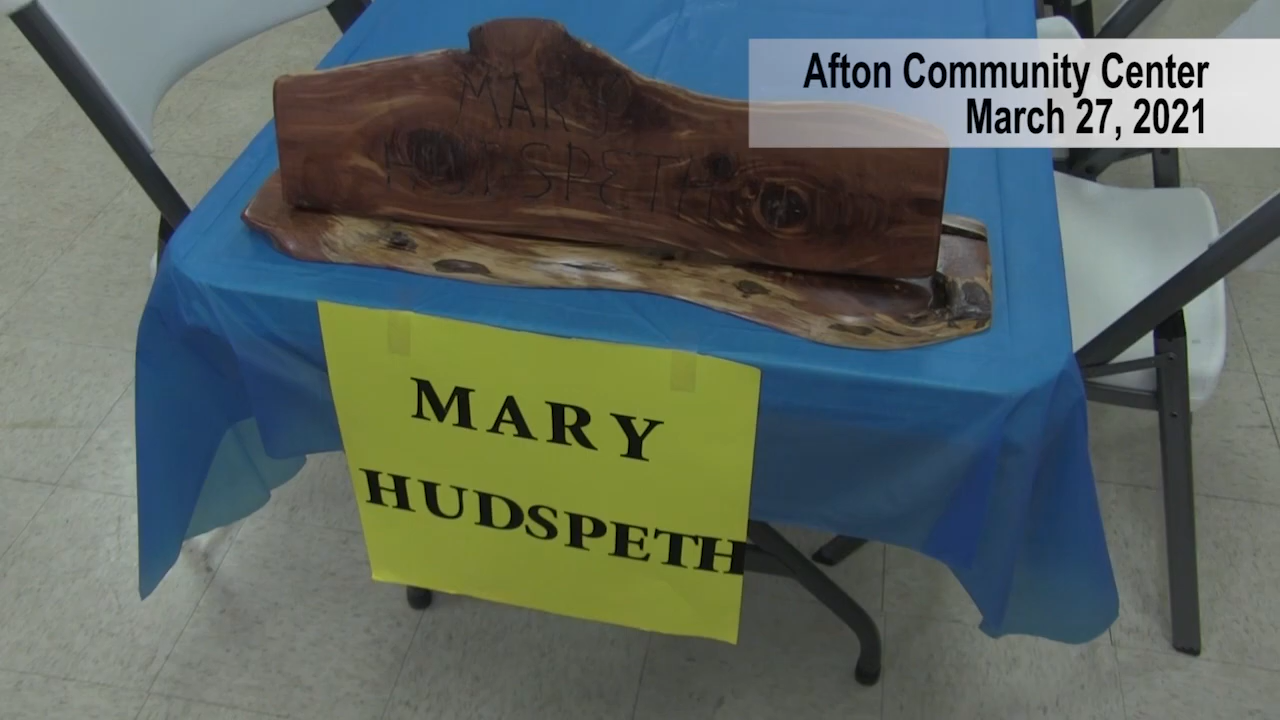 Afton Community Center
March 27, 2021
MARY
HUDSPETH
MARY
HUDSPETH